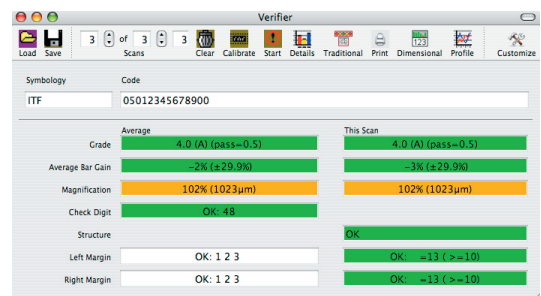 Verifier
3 of 3 3
123
Load Save Scans Clear Calibrate Start Details Traditional Print Dimensional Profile Customize
Symbology Code
ITF 05012345678900
Average This Scan
Grade 4.0 (A) (pass=0.5) 4.0 (A) (pass=0.5)
Average Bar Gain -2% (±29.9%) -3% (±29.9%)
Magnification 102% (1023µm) 102% (1023µm)
Check Digit OK: 48
Structure OK
Left Margin OK: 1 2 3 OK: =13 ( >=10)
Right Margin OK: 1 2 3 OK: =13 ( >=10)